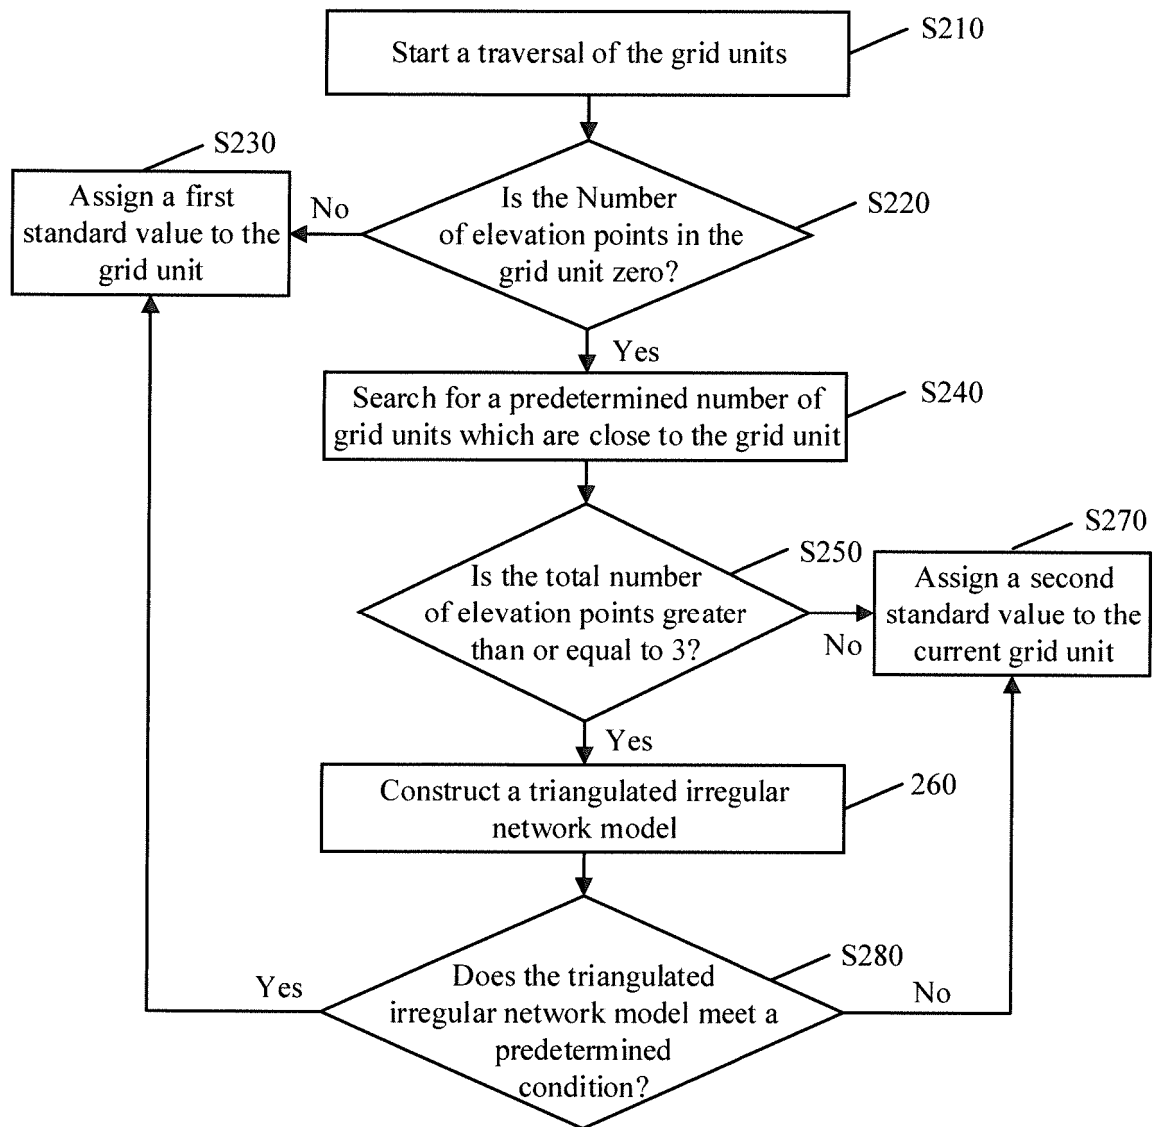 Start a traversal of the grid units
S210
S230
Assign a first
standard value to the
grid unit
No
Is the Number
of elevation points in the
grid unit zero?
S220
Yes
Search for a predetermined number of
grid units which are close to the grid unit
S240
Is the total number
of elevation points greater
than or equal to 3?
S250
No
S270
Assign a second
standard value to the
current grid unit
Yes
Construct a triangulated irregular
network model
260
Does the triangulated
irregular network model meet a
predetermined
condition?
S280
Yes
No